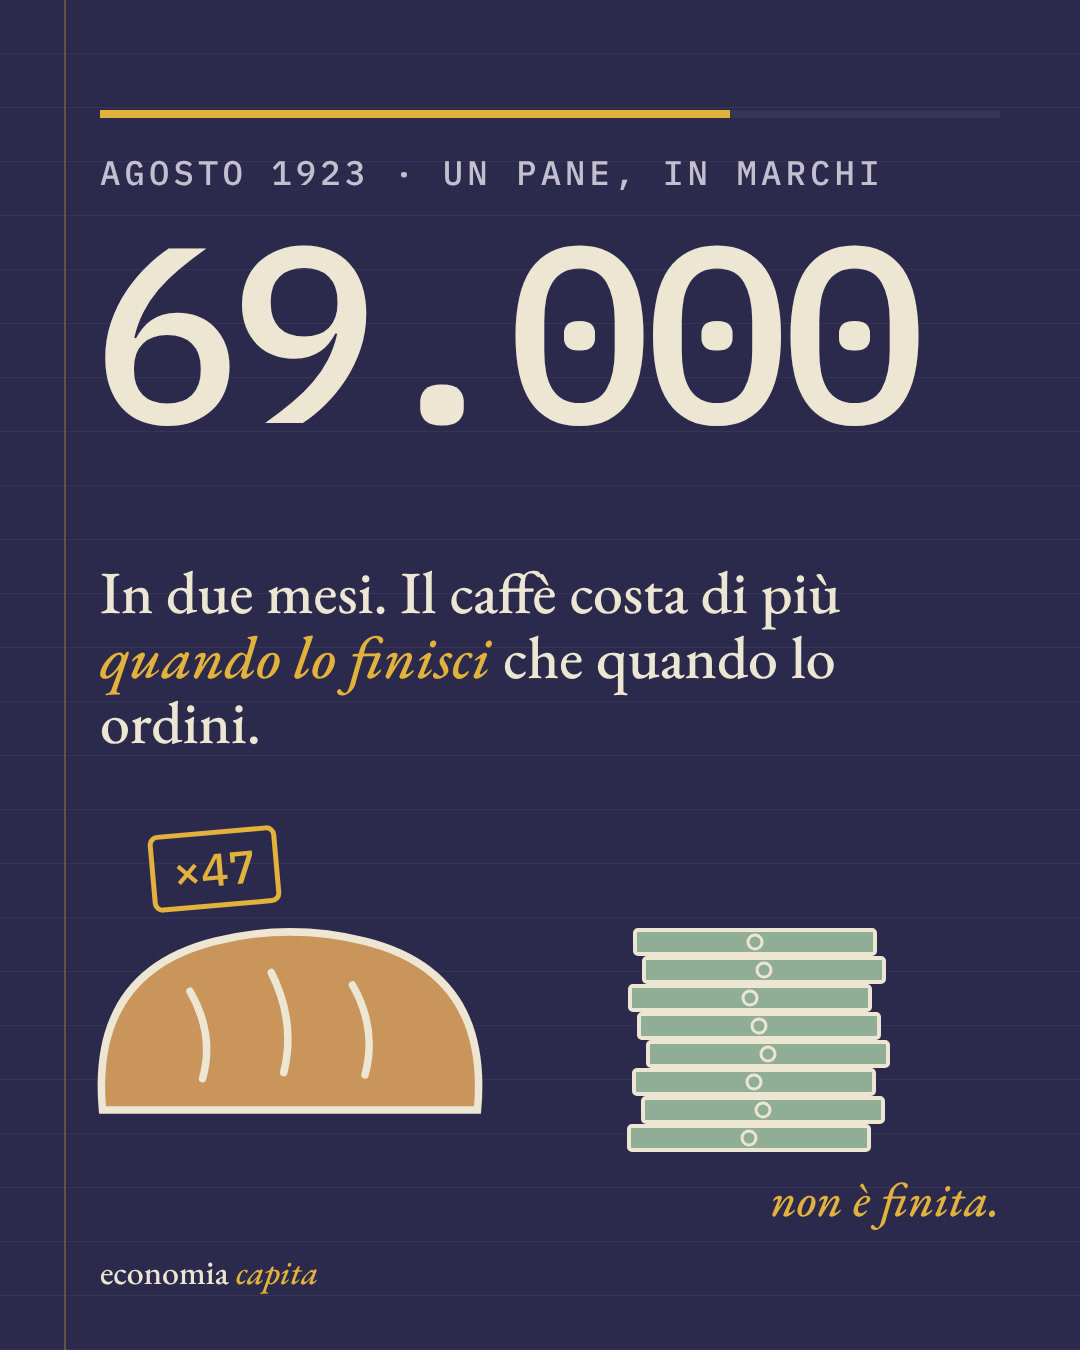 AGOSTO 1923 · UN PANE, IN MARCHI
69.000
In due mesi. Il caffè costa di più
quando lo finisci che quando lo
ordini.
×47
non è finita.
economia capita